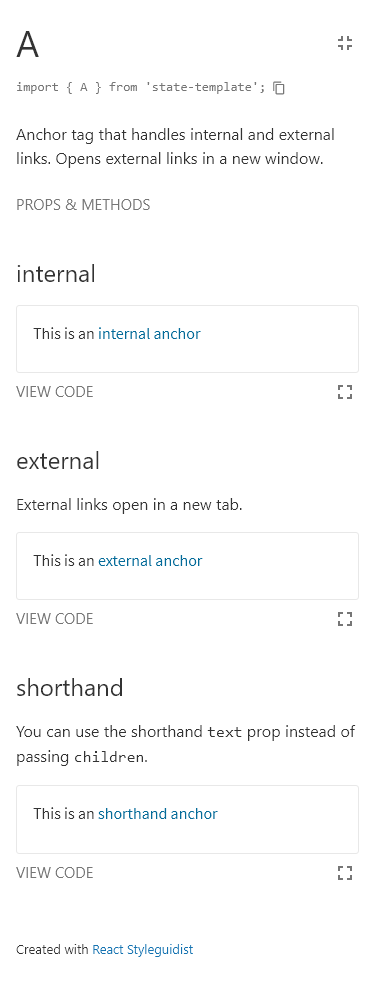 A
import { A } from 'state-template';
Anchor tag that handles internal and external
links. Opens external links in a new window.
PROPS & METHODS
internal
This is an internal anchor
VIEW CODE
external
External links open in a new tab.
This is an external anchor
VIEW CODE
shorthand
You can use the shorthand text prop instead of
passing children.
This is an shorthand anchor
VIEW CODE
Created with React Styleguidist